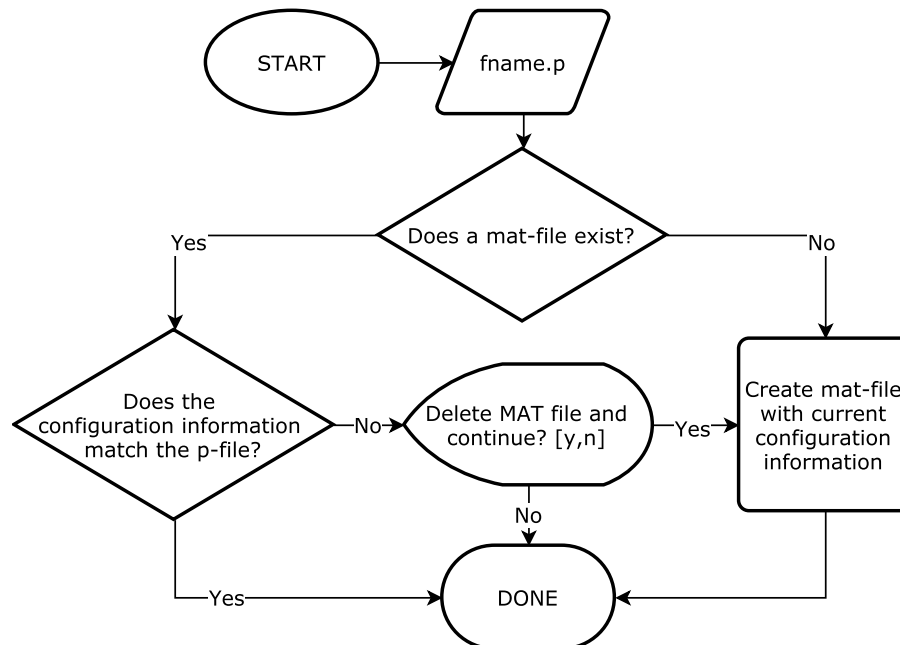 START
fname.p
Does a mat-file exist?
Yes
No
Does the
configuration information
match the p-file?
No
Delete MAT file and
continue? [y,n]
Yes
Create mat-file
with current
configuration
information
No
Yes
DONE